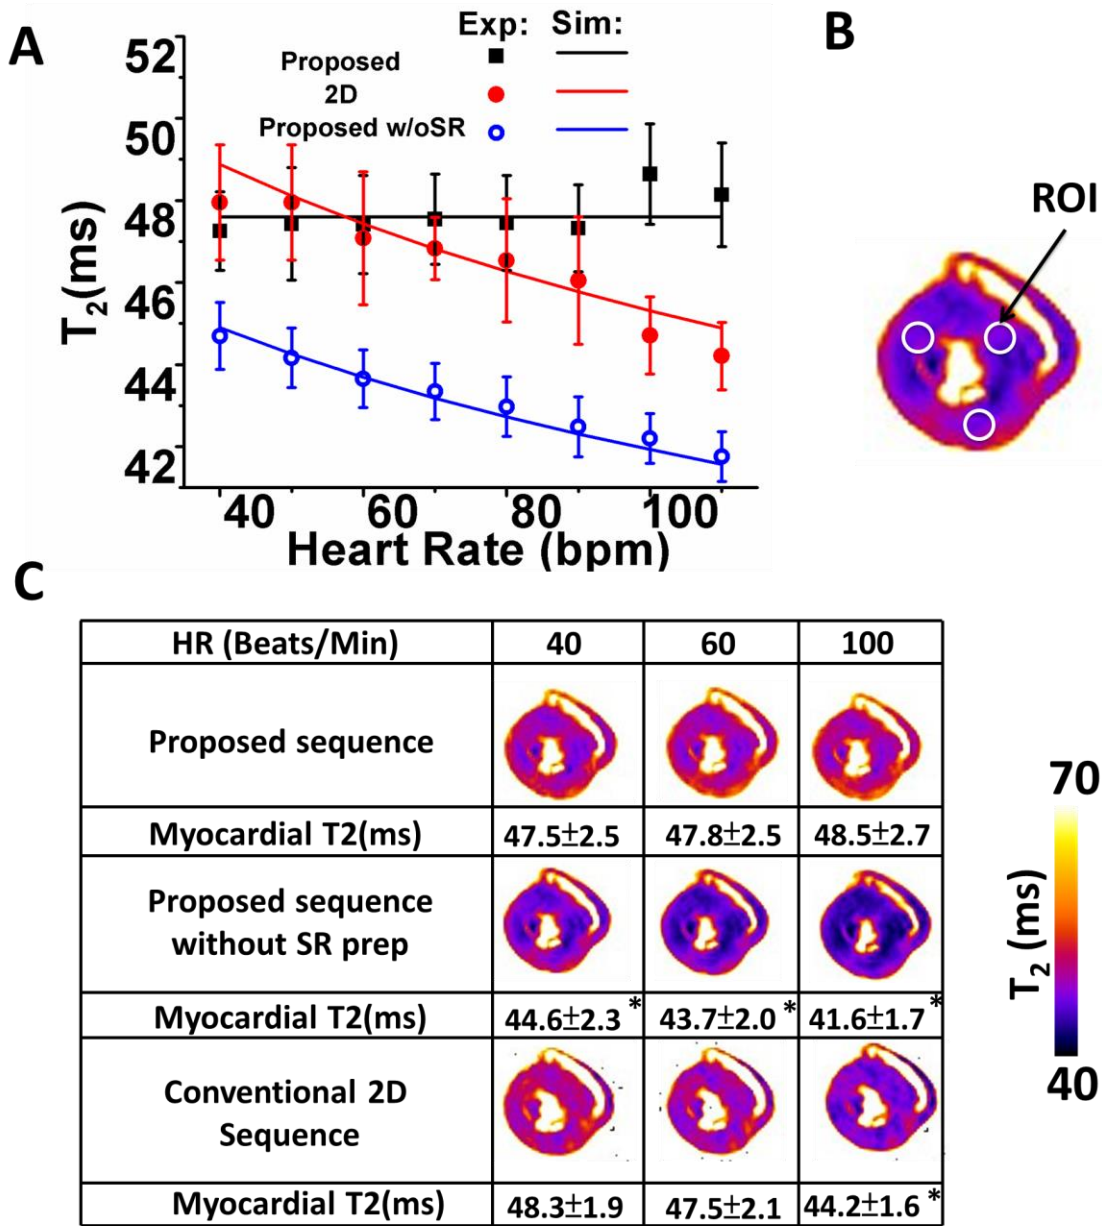 A
Exp: Sim:
Proposed
2D
Proposed w/oSR
52
50
48
46
44
42
T2(ms)
40 60 80 100
Heart Rate (bpm)
B
ROI
C
HR (Beats/Min) 40 60 100
Proposed sequence
Myocardial T2(ms) 47.5±2.5 47.8±2.5 48.5±2.7
Proposed sequence
without SR prep
Myocardial T2(ms) 44.6±2.3 * 43.7±2.0 * 41.6±1.7 *
Conventional 2D
Sequence
Myocardial T2(ms) 48.3±1.9 47.5±2.1 44.2±1.6 *
70
T2 (ms)
40